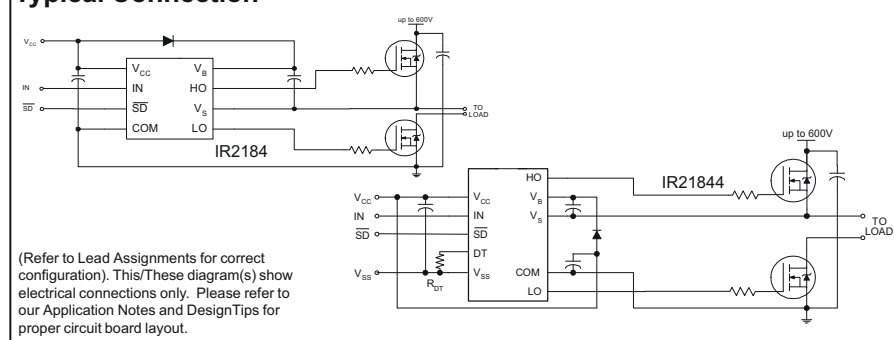 Typical Connection
up to 600V
VCC
VCC
VB
IN
IN
HO
SD
SD
VS
TO
LOAD
COM
LO
IR2184
up to 600V
HO
IR21844
VCC
VCC
VB
IN
IN
VS
TO
LOAD
SD
SD
DT
VSS
VSS
COM
RDT
LO
(Refer to Lead Assignments for correct
configuration). This/These diagram(s) show
electrical connections only. Please refer to
our Application Notes and DesignTips for
proper circuit board layout.